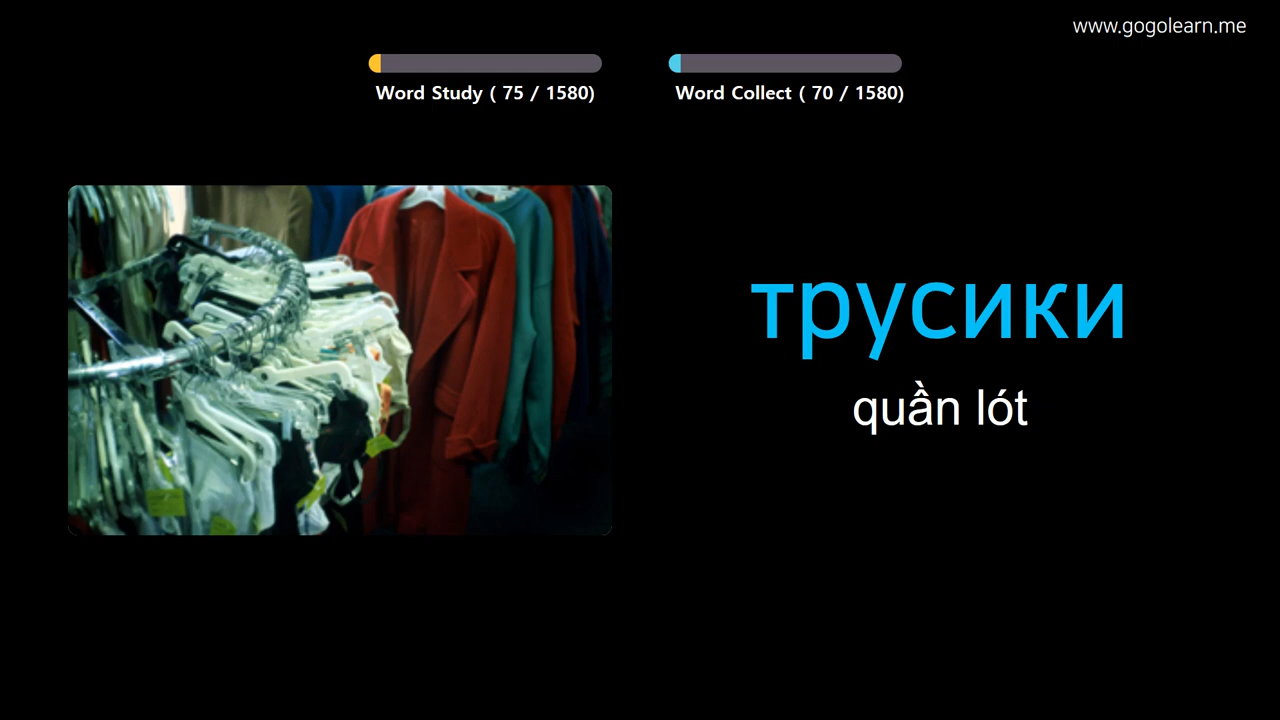 www.gogolearn.me
Word Study ( 75 / 1580)
Word Collect ( 70 / 1580)
трусики
quần lót